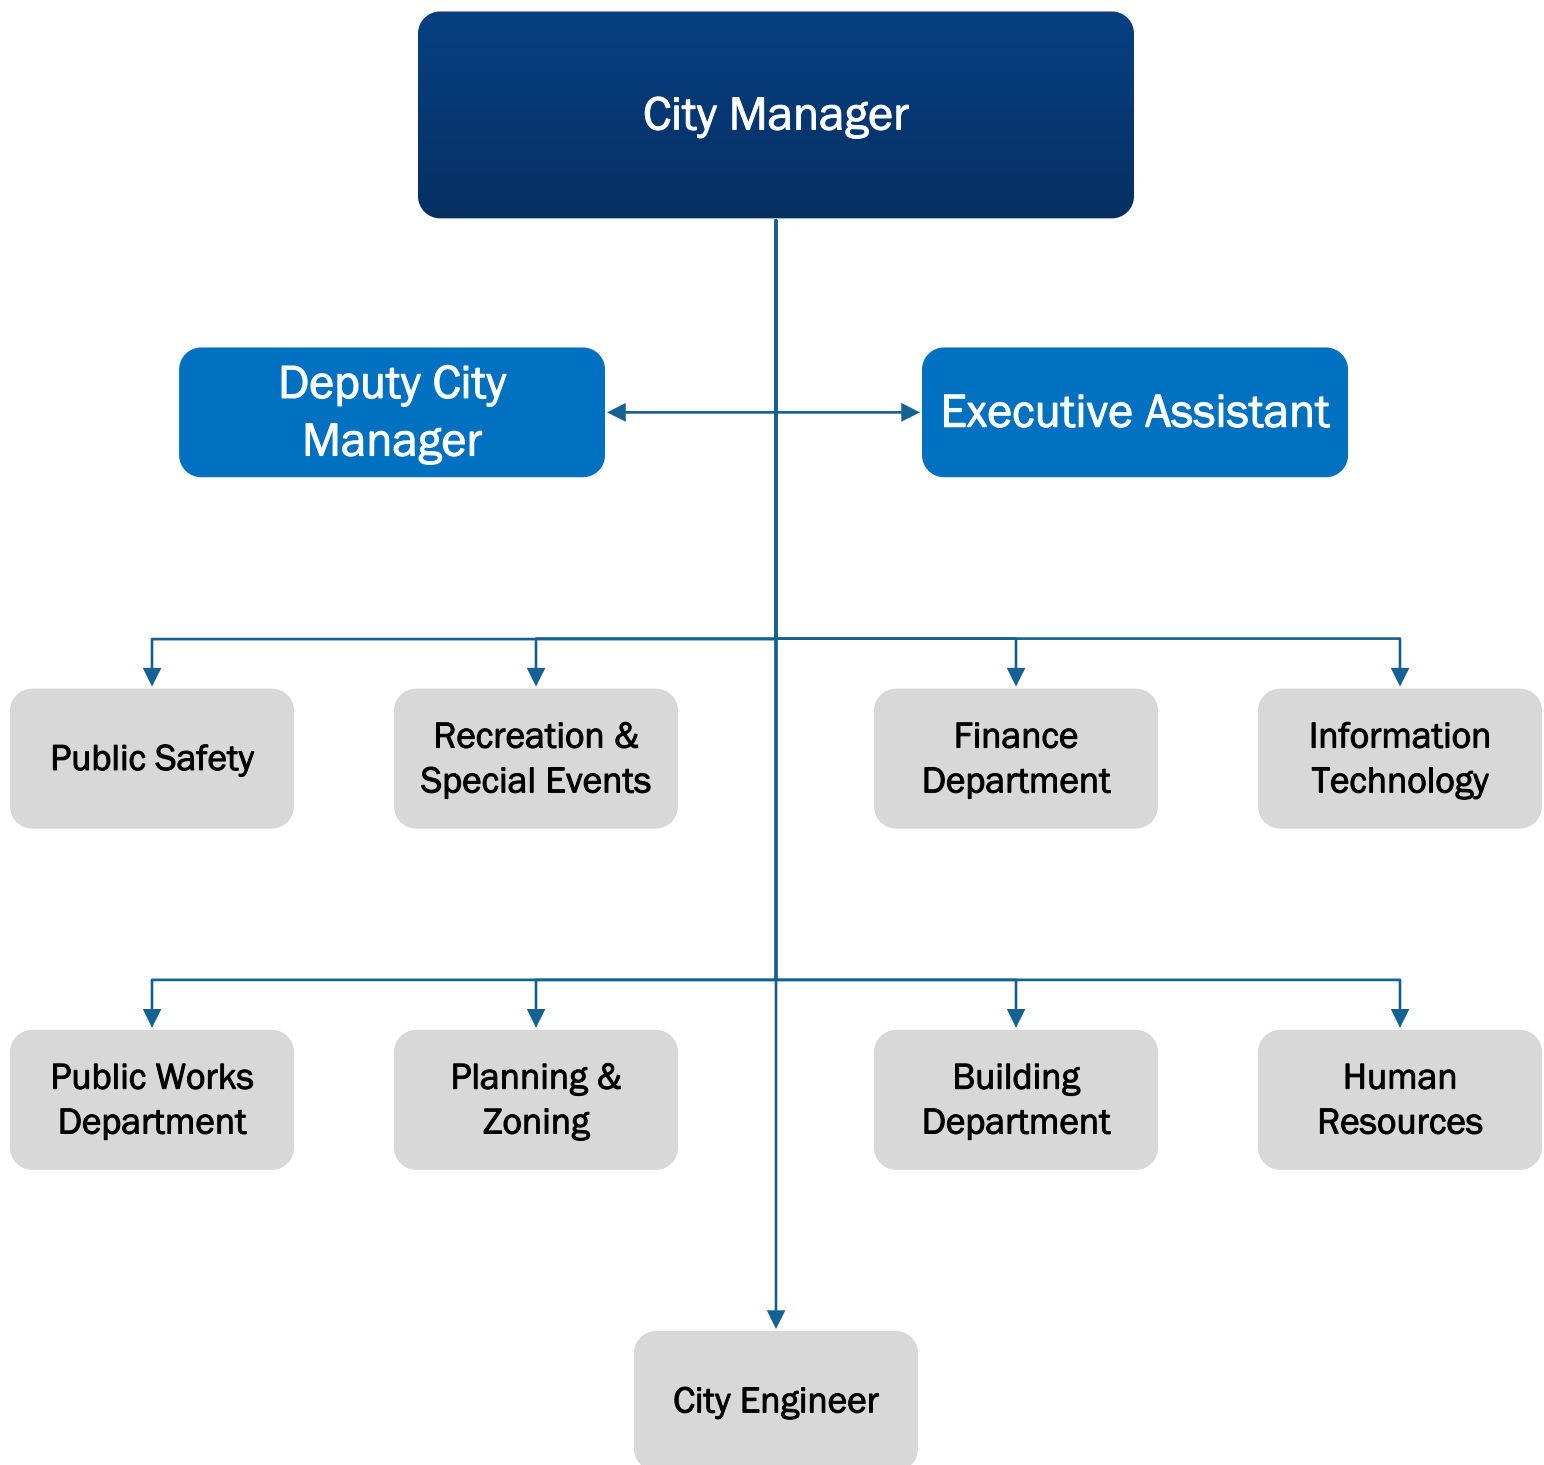 City Manager
Deputy City
Manager
Executive Assistant
Public Safety
Recreation &
Special Events
Finance
Department
Information
Technology
Public Works
Department
Planning &
Zoning
Building
Department
Human
Resources
City Engineer